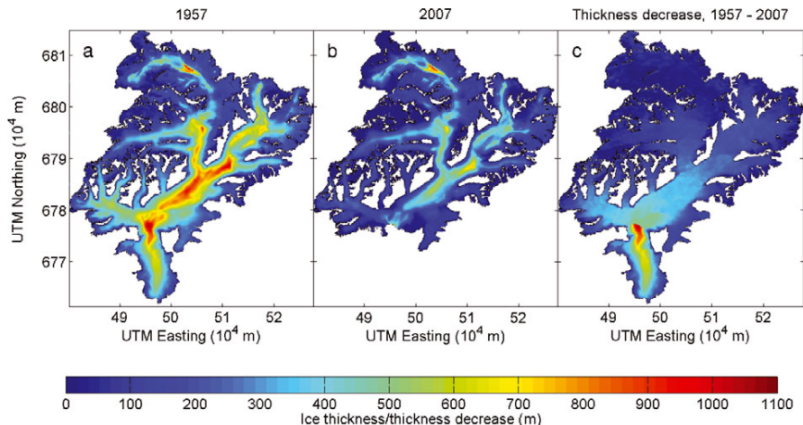 1957
2007
Thickness decrease, 1957 - 2007
a
b
c
UTM Northing (10⁴ m)
681
680
679
678
677
49 50 51 52
49 50 51 52
49 50 51 52
UTM Easting (10⁴ m)
UTM Easting (10⁴ m)
UTM Easting (10⁴ m)
0 100 200 300 400 500 600 700 800 900 1000 1100
Ice thickness/thickness decrease (m)